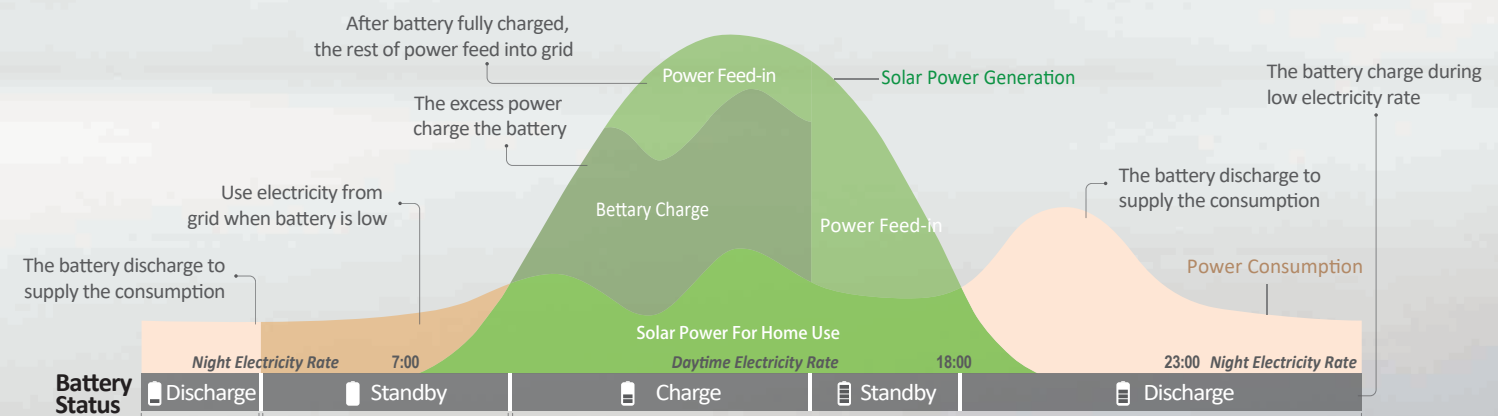 After battery fully charged,
the rest of power feed into grid
Power Feed-in
Solar Power Generation
The battery charge during
low electricity rate
The excess power
charge the battery
Use electricity from
grid when battery is low
Bettary Charge
Power Feed-in
The battery discharge to
supply the consumption
The battery discharge to
supply the consumption
Power Consumption
Solar Power For Home Use
Night Electricity Rate 7:00 Daytime Electricity Rate 18:00 23:00 Night Electricity Rate
Battery
Status
Discharge Standby Charge Standby Discharge